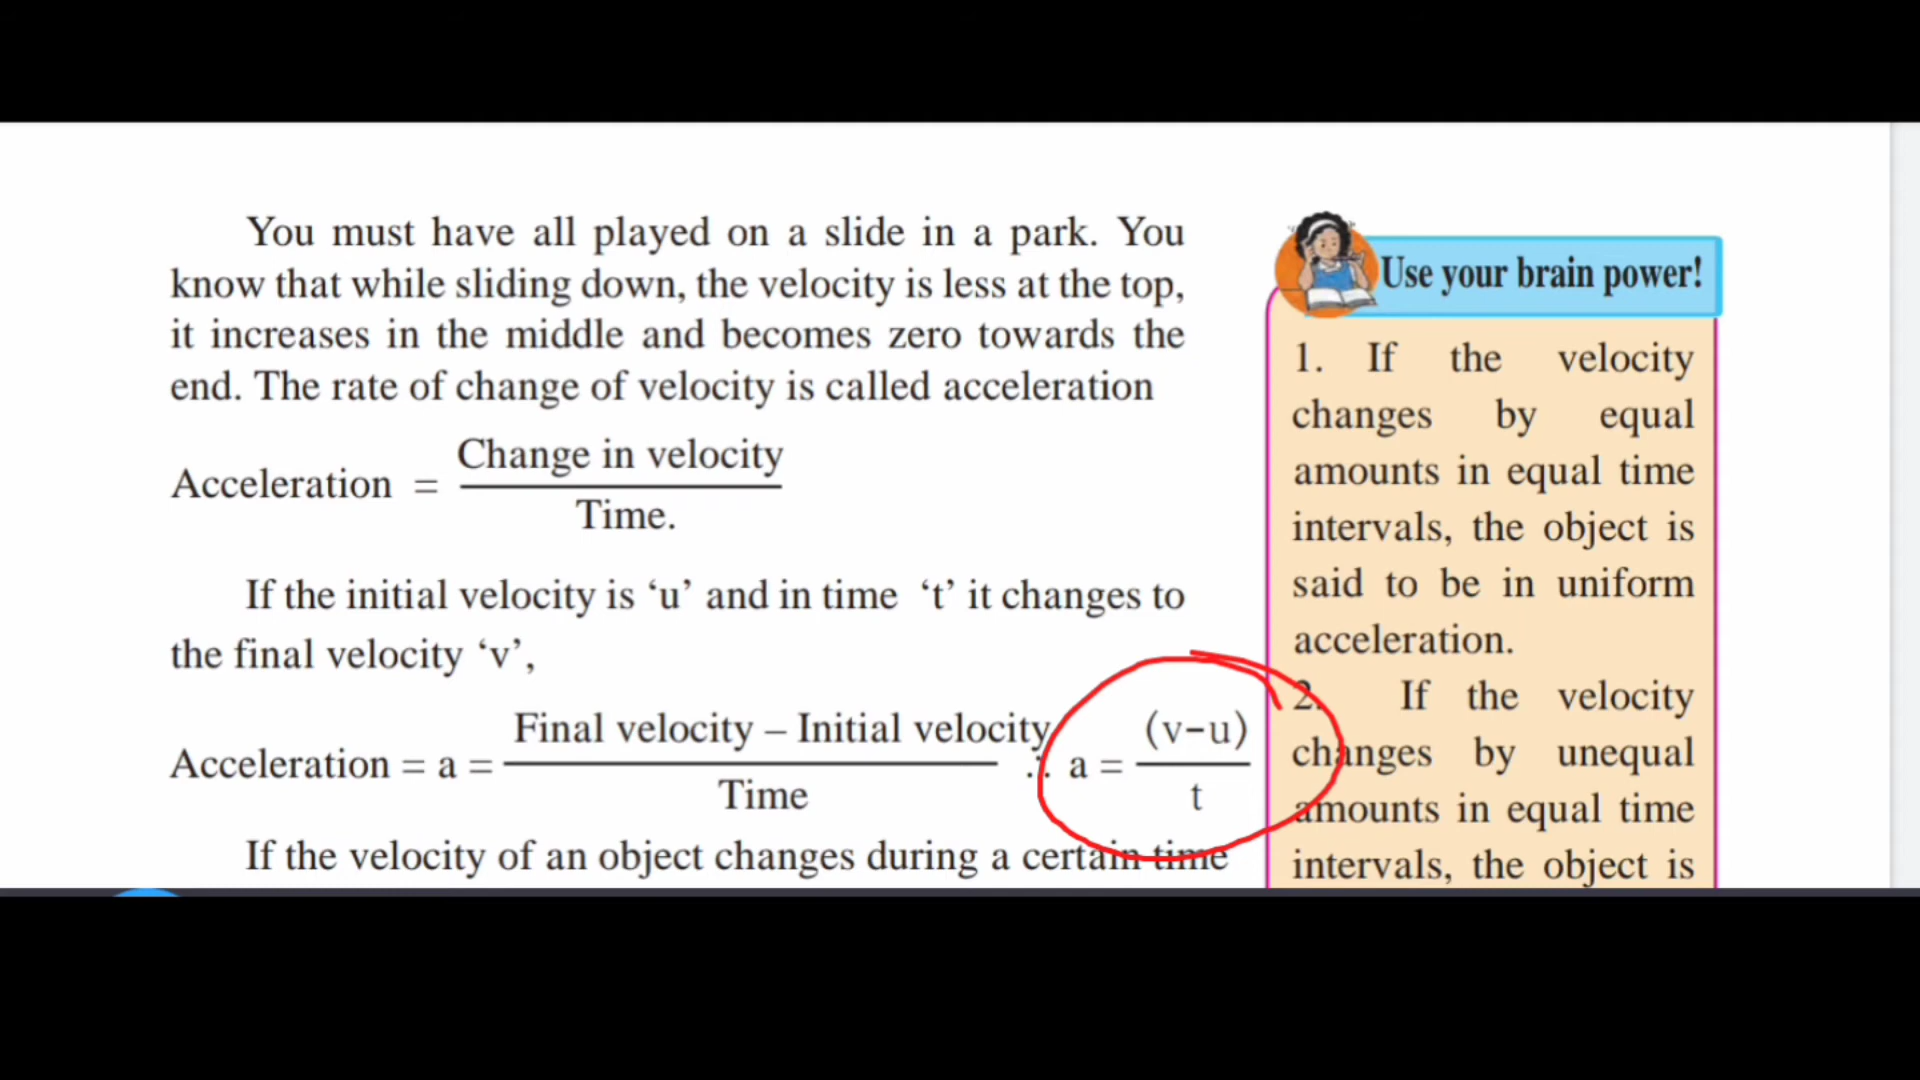 You must have all played on a slide in a park. You
know that while sliding down, the velocity is less at the top,
it increases in the middle and becomes zero towards the
end. The rate of change of velocity is called acceleration
Acceleration = Change in velocity
Time.
If the initial velocity is ‘u’ and in time ‘t’ it changes to
the final velocity ‘v’,
Acceleration = a = Final velocity – Initial velocity
Time
∴ a = (v-u)
t
If the velocity of an object changes during a certain time
Use your brain power!
1. If the velocity
changes by equal
amounts in equal time
intervals, the object is
said to be in uniform
acceleration.
2. If the velocity
changes by unequal
amounts in equal time
intervals, the object is